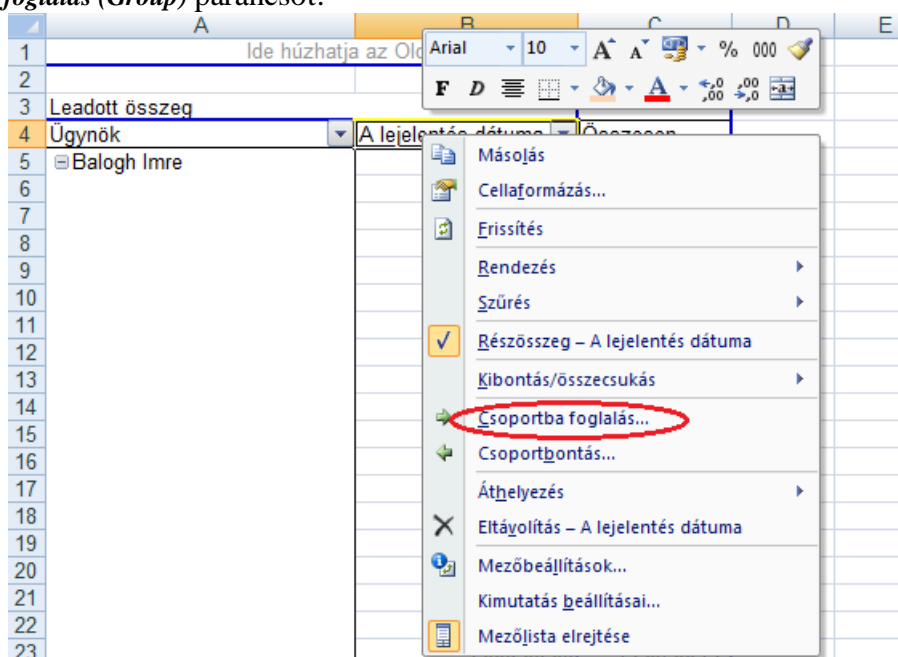 foglalás (Group) parancsot:
A B C D E
1 Ide húzhatja az Old
Arial 10 A A % 000
F D A ,00 ,00 a
2
3 Leadott összeg
4 Ügynök A lejelentés dátuma Összesen
5 Balogh Imre
6
7
8
9
10
11
12
13
14
15
16
17
18
19
20
21
22
23
Másolás
Cellaformázás...
Frissítés
Rendezés
Szűrés
Részösszeg – A lejelentés dátuma
Kibontás/összecsukás
Csoportba foglalás...
Csoportbontás...
Áthelyezés
Eltávolítás – A lejelentés dátuma
Mezőbeállítások...
Kimutatás beállításai...
Mezőlista elrejtése